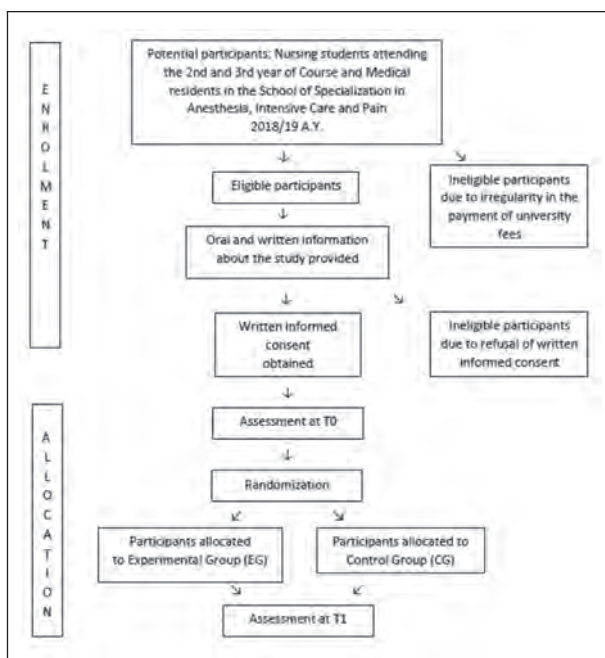 ENROLMENT
Potential participants: Nursing students attending
the 2nd and 3rd year of Course and Medical
residents in the School of Specialization in
Anesthesia, Intensive Care and Pain
2018/19 A.Y.
Eligible participants
Ineligible participants
due to irregularity in the
payment of university
fees
Oral and written information
about the study provided
Written informed
consent
obtained
Ineligible participants
due to refusal of written
informed consent
ALLOCATION
Assessment at T0
Randomization
Participants allocated
to Experimental Group (EG)
Participants allocated to
Control Group (CG)
Assessment at T1